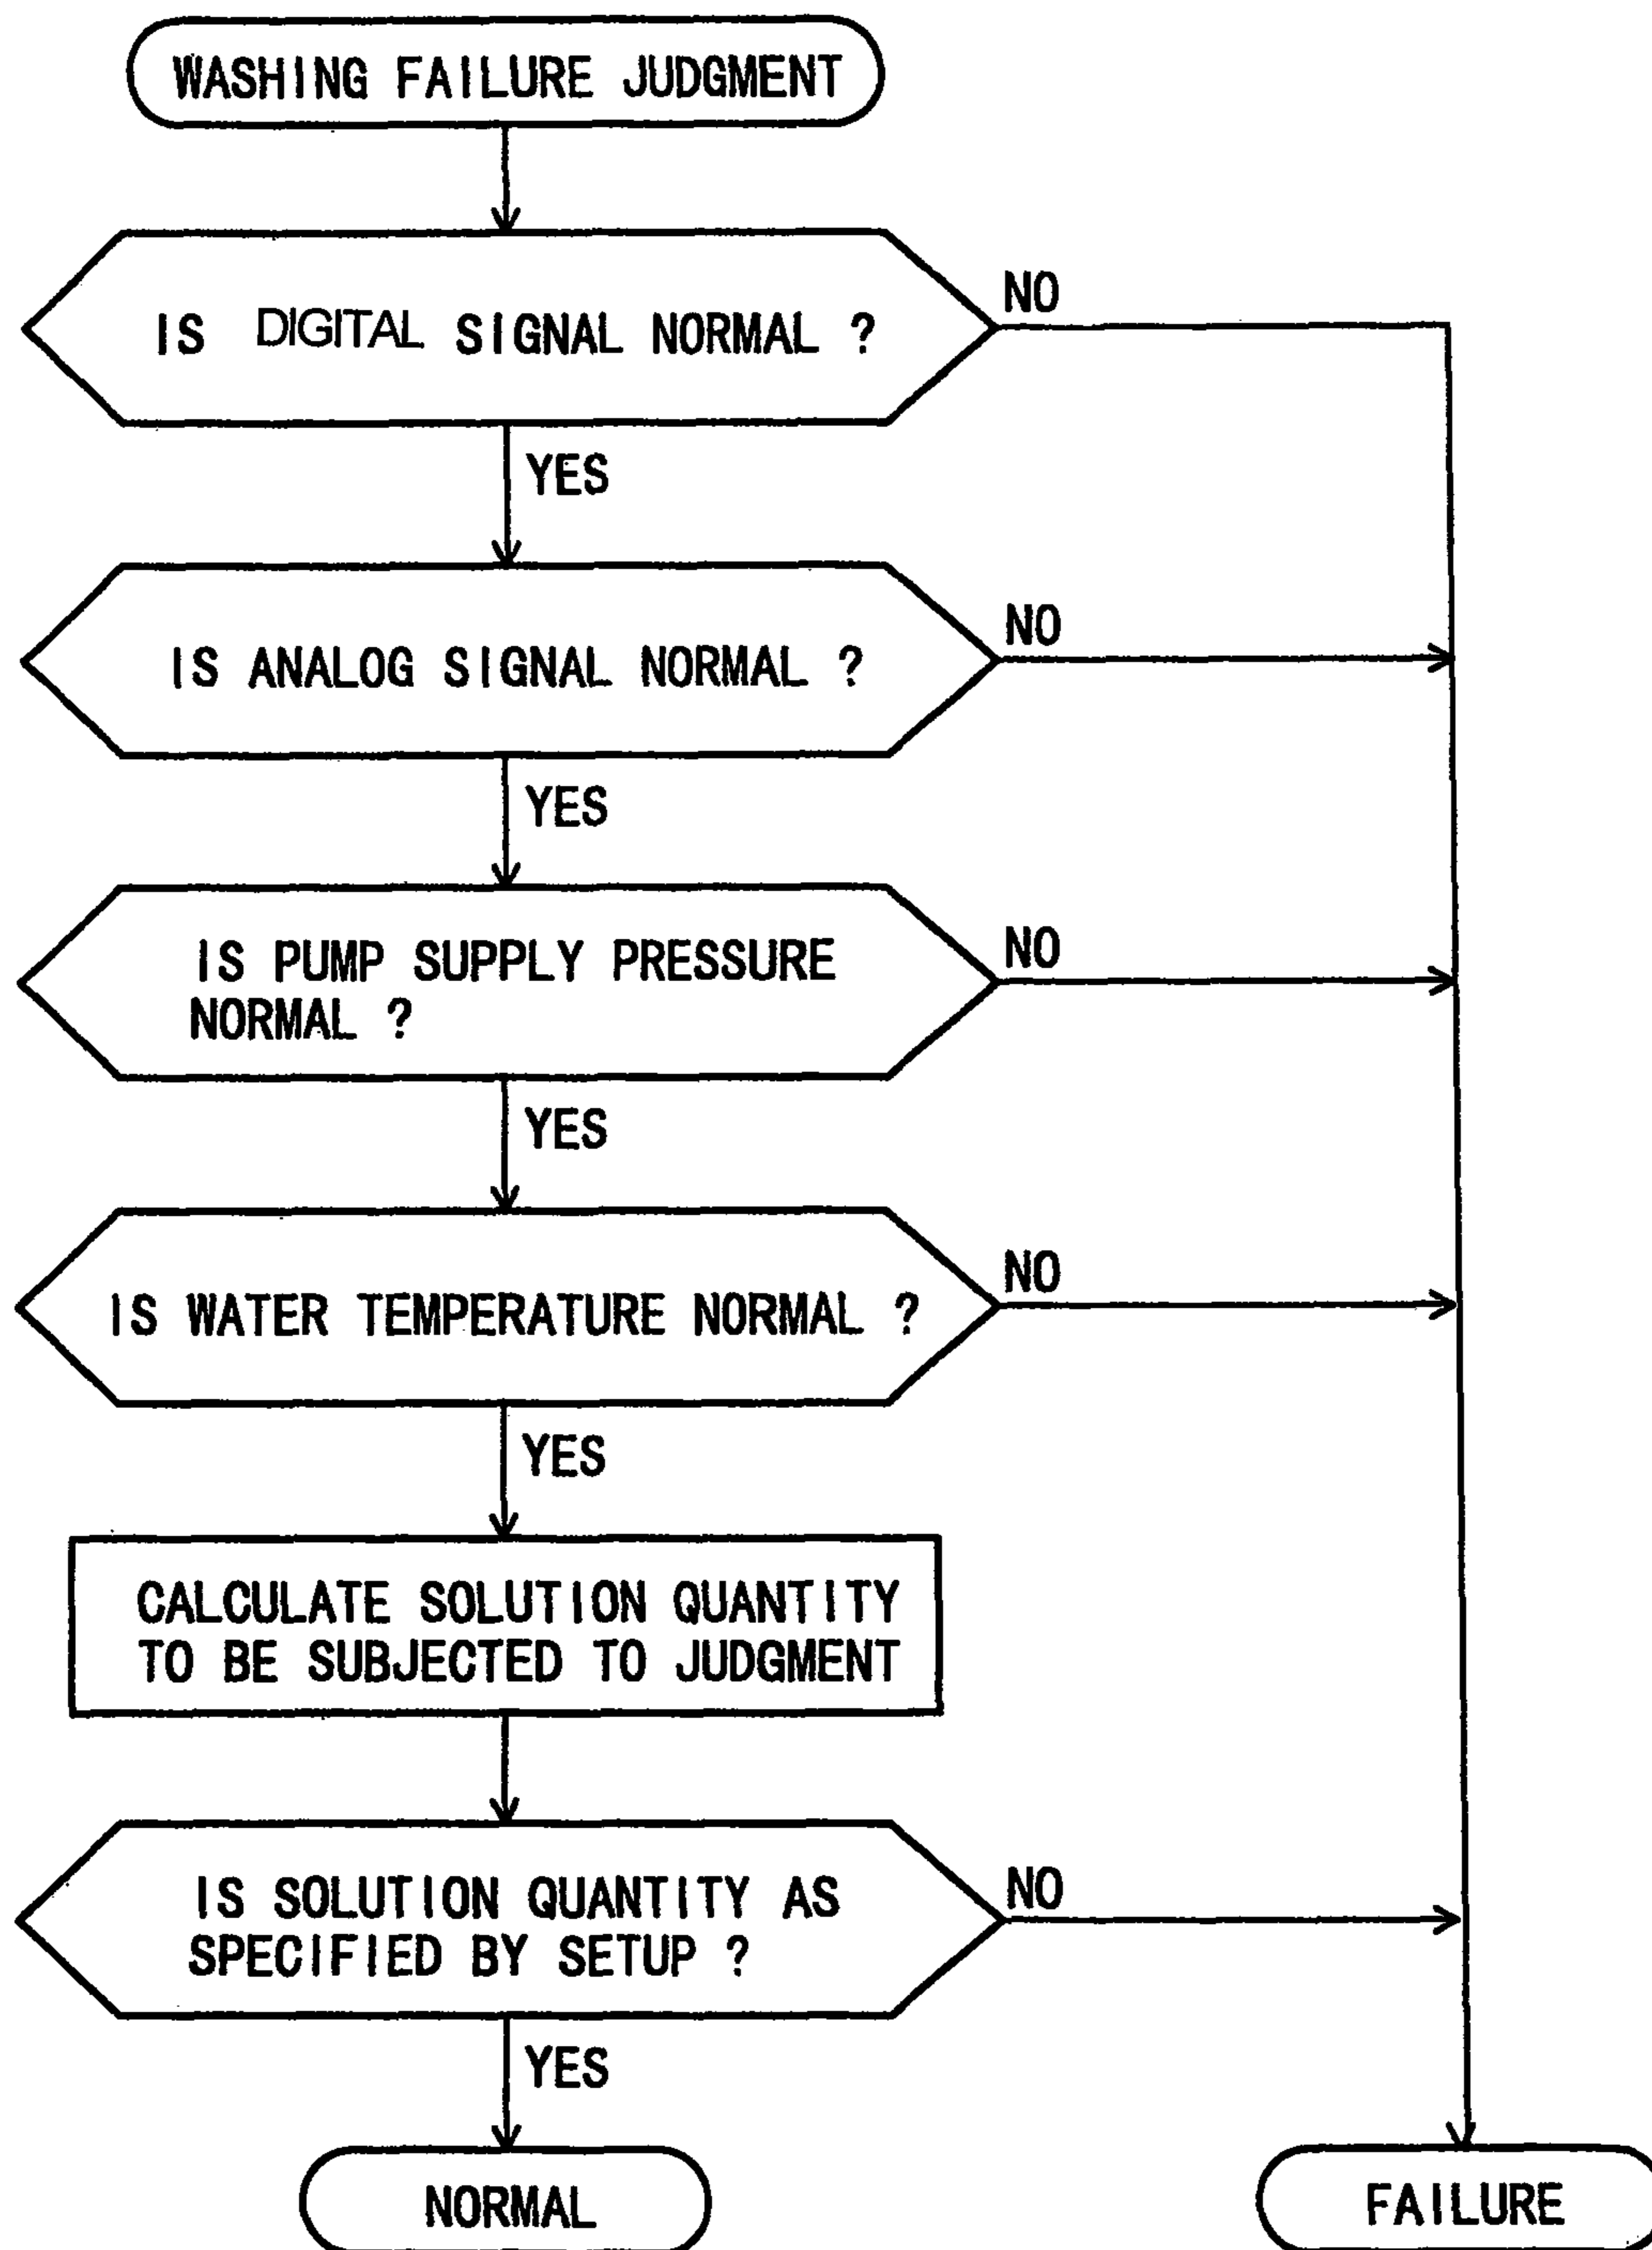 WASHING FAILURE JUDGMENT
IS DIGITAL SIGNAL NORMAL ?
NO
YES
IS ANALOG SIGNAL NORMAL ?
NO
YES
IS PUMP SUPPLY PRESSURE
NORMAL ?
NO
YES
IS WATER TEMPERATURE NORMAL ?
NO
YES
CALCULATE SOLUTION QUANTITY
TO BE SUBJECTED TO JUDGMENT
IS SOLUTION QUANTITY AS
SPECIFIED BY SETUP ?
NO
YES
NORMAL
FAILURE